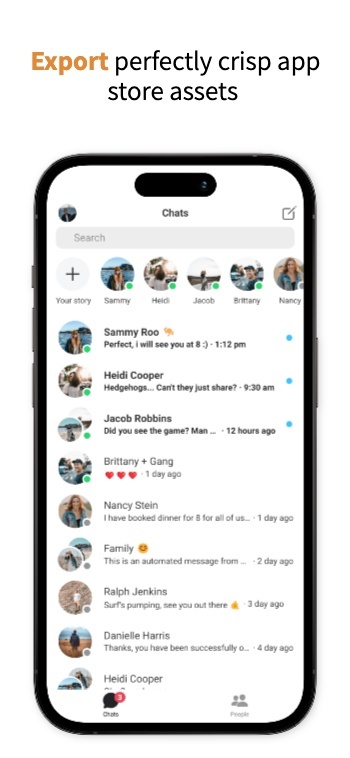 Export perfectly crisp app
store assets
Chats
Search
Your story Sammy Heidi Jacob Brittany Nancy
Sammy Roo
Perfect, i will see you at 8 :) · 1:12 pm
Heidi Cooper
Hedgehogs... Can't they just share? · 9:30 am
Jacob Robbins
Did you see the game? Man ... · 12 hours ago
Brittany + Gang
❤️ ❤️ ❤️ · 1 day ago
Nancy Stein
I have booked dinner for 8 for all of us... · 1 day ago
Family 😊
This is an automated message from ... · 2 day ago
Ralph Jenkins
Surf's pumping, see you out there 🤙 · 3 day ago
Danielle Harris
Thanks, you have been successfully o... · 4 day ago
Heidi Cooper
3
Chats People